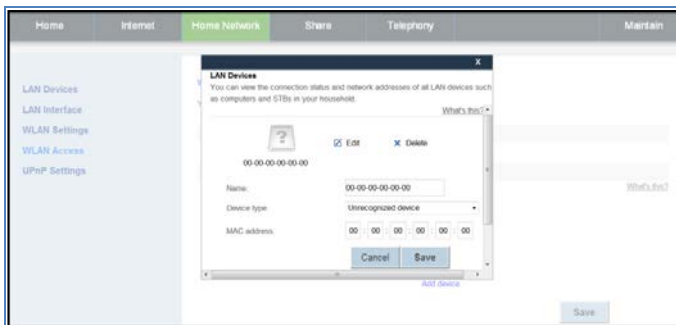 Home Internet Home Network Share Telephony Maintain
X
LAN Devices
You can view the connection status and network addresses of all LAN devices such
as computers and STBs in your household.
What's this?
Edit Delete
00-00-00-00-00-00
Name: 00-00-00-00-00-00
Device type Unrecognized device
MAC address: 00 : 00 : 00 : 00 : 00 : 00
Cancel Save
LAN Devices
LAN Interface
WLAN Settings
WLAN Access
UPnP Settings
What's this?
Add device
Save